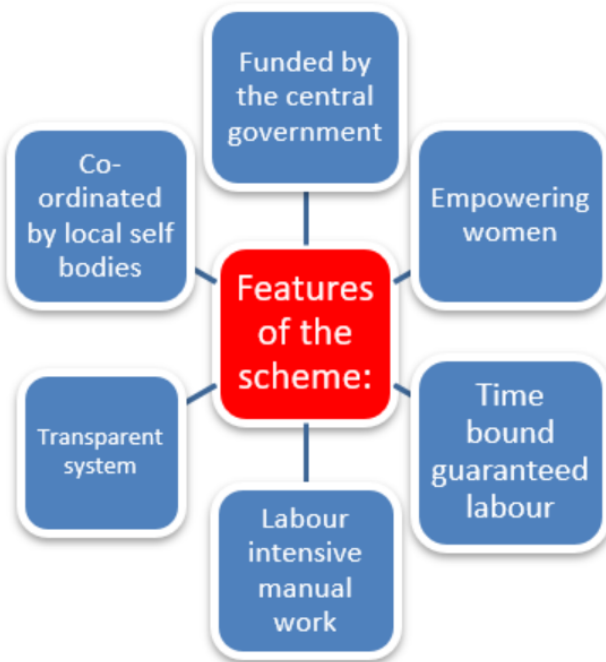 Funded by
the central
government
Co-
ordinated
by local self
bodies
Empowering
women
Features
of the
scheme:
Transparent
system
Time
bound
guaranteed
labour
Labour
intensive
manual
work